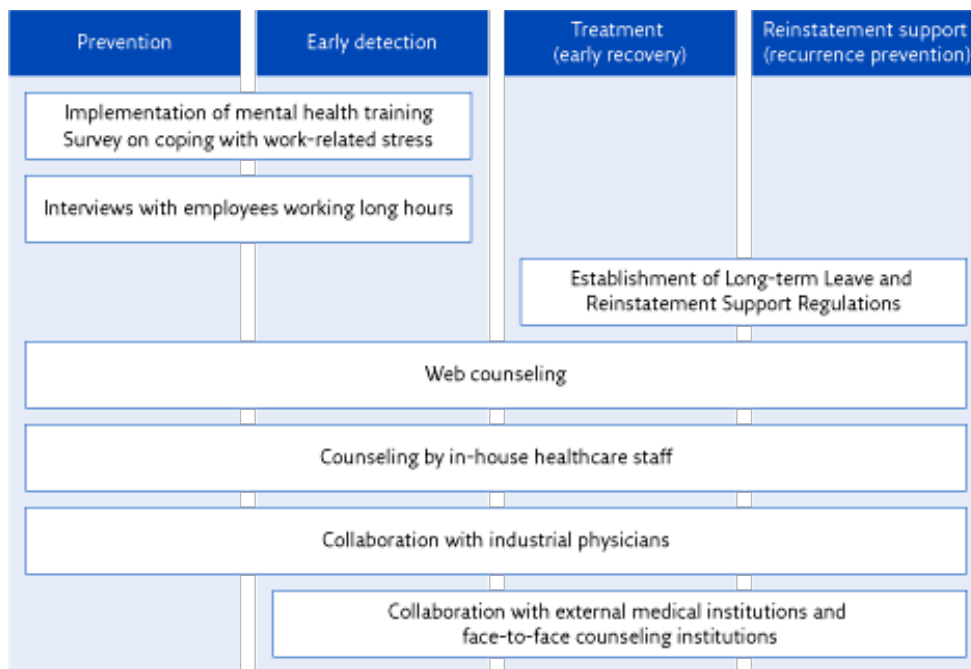 Prevention
Early detection
Treatment
(early recovery)
Reinstatement support
(recurrence prevention)
Implementation of mental health training
Survey on coping with work-related stress
Interviews with employees working long hours
Establishment of Long-term Leave and
Reinstatement Support Regulations
Web counseling
Counseling by in-house healthcare staff
Collaboration with industrial physicians
Collaboration with external medical institutions and
face-to-face counseling institutions